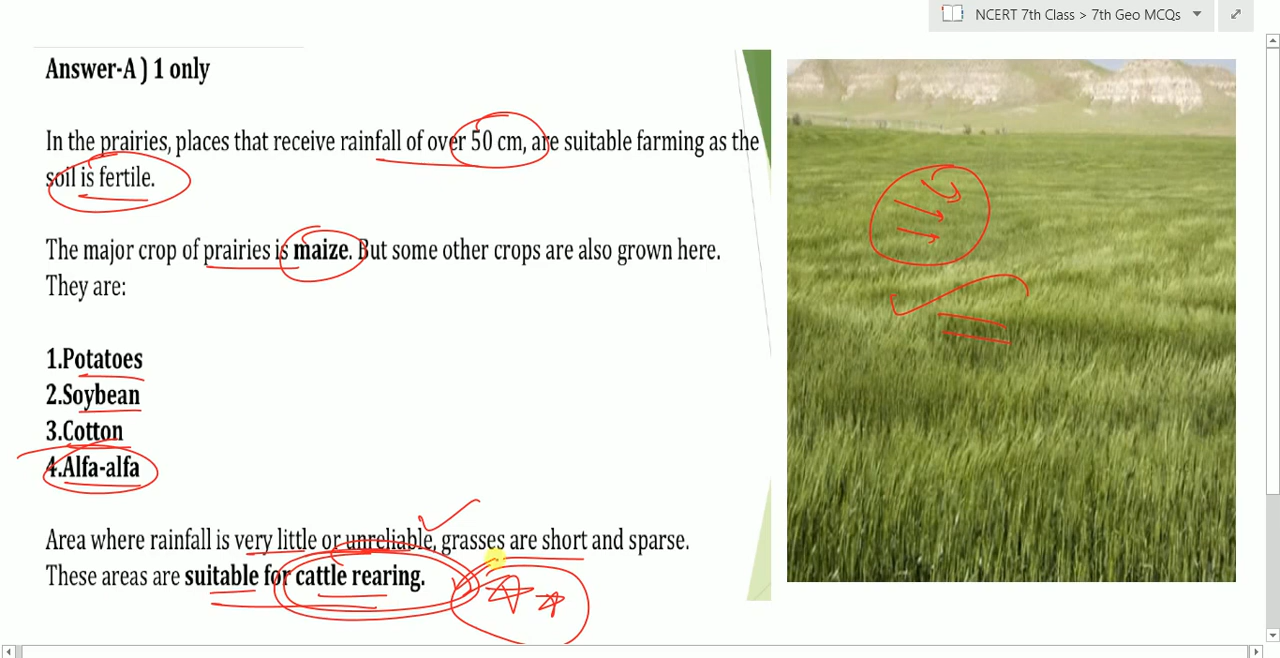 NCERT 7th Class > 7th Geo MCQs
Answer-A ) 1 only
In the prairies, places that receive rainfall of over 50 cm, are suitable farming as the
soil is fertile.
The major crop of prairies is maize. But some other crops are also grown here.
They are:
1.Potatoes
2.Soybean
3.Cotton
4.Alfa-alfa
Area where rainfall is very little or unreliable, grasses are short and sparse.
These areas are suitable for cattle rearing.